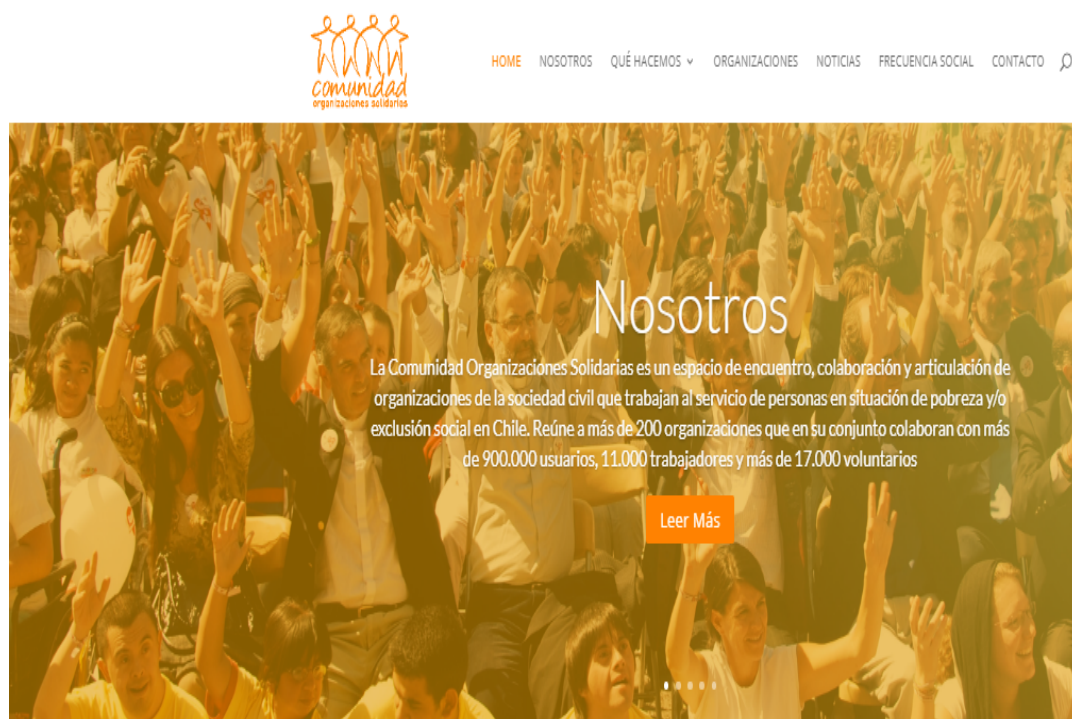 comunidad
organizaciones solidarias
HOME NOSOTROS QUÉ HACEMOS ORGANIZACIONES NOTICIAS FRECUENCIA SOCIAL CONTACTO
Nosotros
La Comunidad Organizaciones Solidarias es un espacio de encuentro, colaboración y articulación de
organizaciones de la sociedad civil que trabajan al servicio de personas en situación de pobreza y/o
exclusión social en Chile. Reúne a más de 200 organizaciones que en su conjunto colaboran con más
de 900.000 usuarios, 11.000 trabajadores y más de 17.000 voluntarios
Leer Más